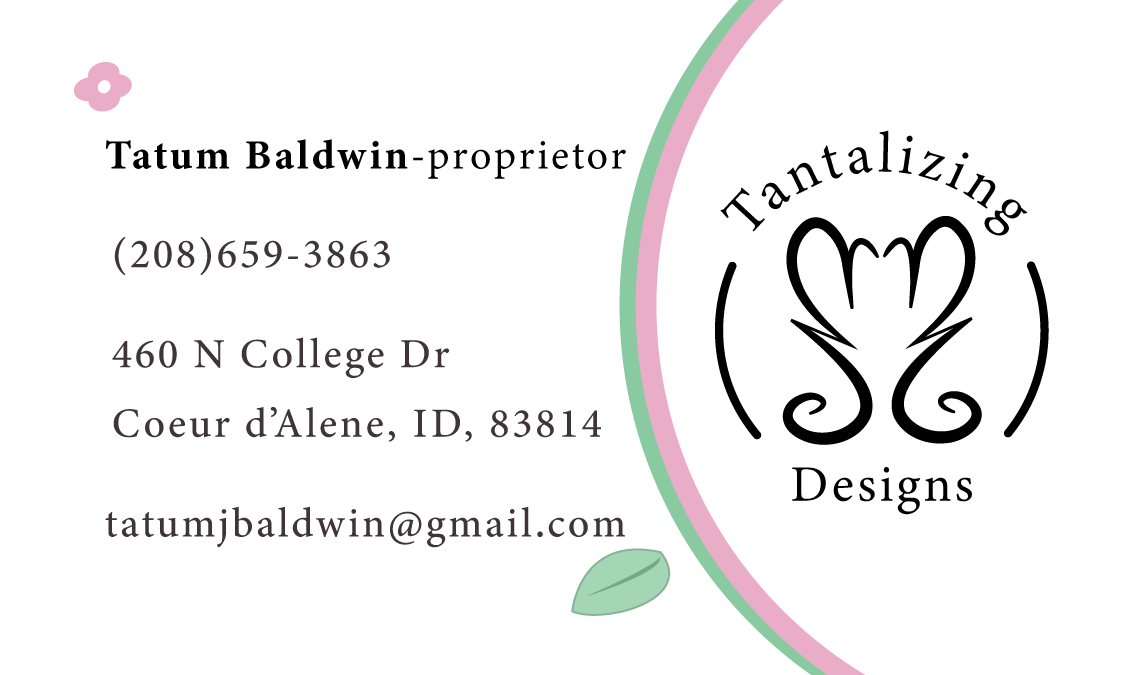 Tatum Baldwin-proprietor
(208)659-3863
460 N College Dr
Coeur d’Alene, ID, 83814
tatumjbaldwin@gmail.com
Tantalizing
Designs